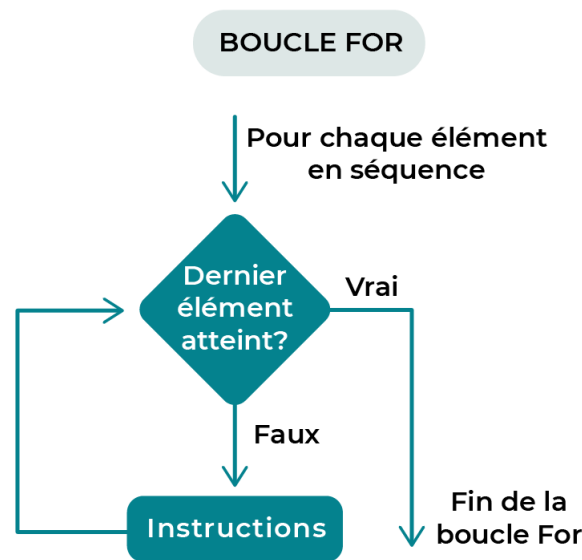 BOUCLE FOR
Pour chaque élément
en séquence
Dernier
élément
atteint?
Vrai
Faux
Instructions
Fin de la
boucle For